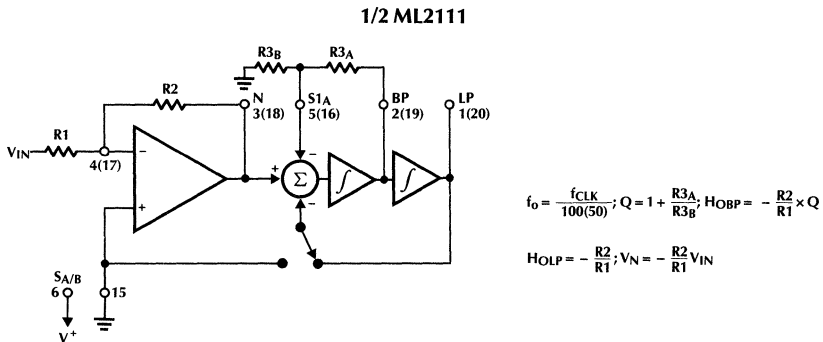 1/2 ML2111
R3B
R3A
R2
N
3(18)
S1A
5(16)
BP
2(19)
LP
1(20)
VIN
R1
4(17)
−
+
+
−
Σ
−
∫
∫
SA/B
6
15
V+
fo = fCLK / 100(50) ; Q = 1 + R3A / R3B ; HOBP = − R2 / R1 × Q
HOLP = − R2 / R1 ; VN = − R2 / R1 VIN